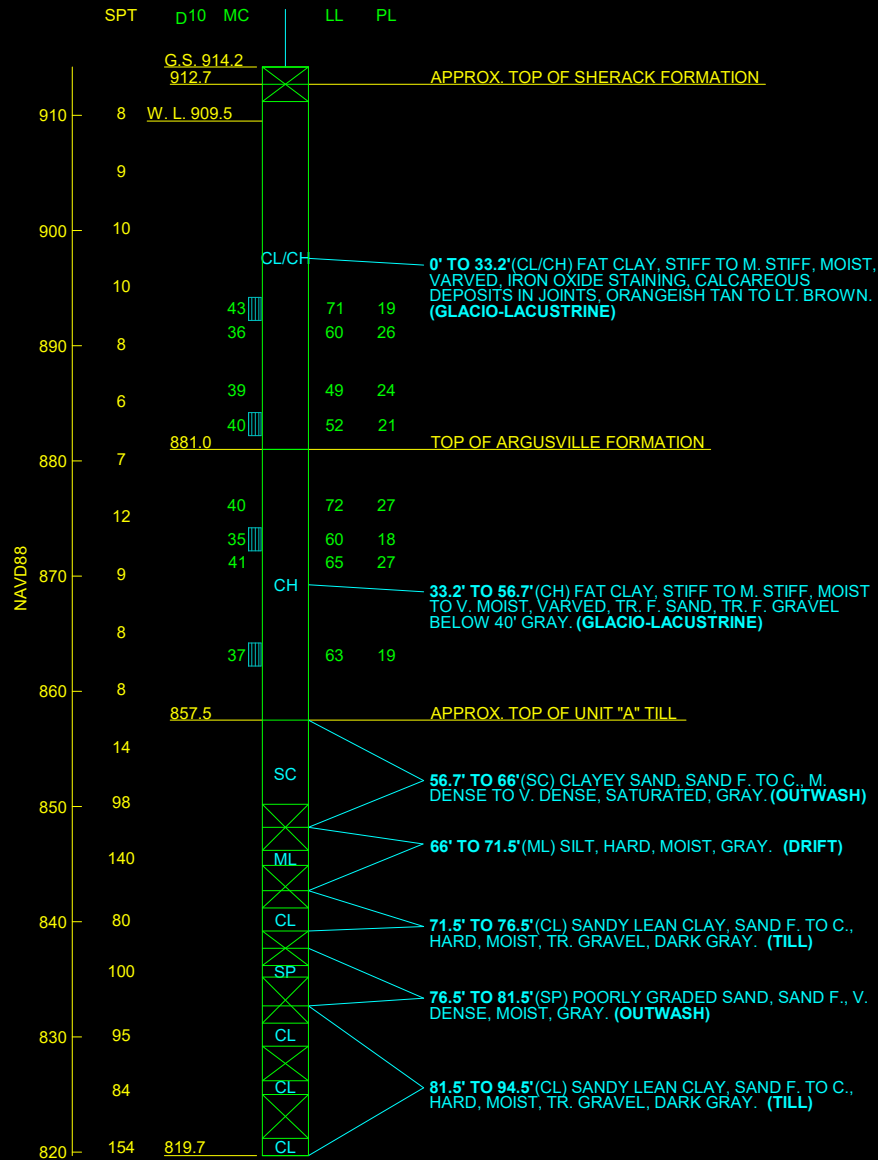 SPT D10 MC LL PL
G.S. 914.2
912.7 APPROX. TOP OF SHERACK FORMATION
910 8 W. L. 909.5
9
900 10
CL/CH
0' TO 33.2'(CL/CH) FAT CLAY, STIFF TO M. STIFF, MOIST,
VARVED, IRON OXIDE STAINING, CALCAREOUS
DEPOSITS IN JOINTS, ORANGEISH TAN TO LT. BROWN.
(GLACIO-LACUSTRINE)
10
43 71 19
36 60 26
890 8
39 49 24
6
40 52 21
881.0 TOP OF ARGUSVILLE FORMATION
880 7
40 72 27
12
35 60 18
41 65 27
NAVD88
870 9
CH
33.2' TO 56.7'(CH) FAT CLAY, STIFF TO M. STIFF, MOIST
TO V. MOIST, VARVED, TR. F. SAND, TR. F. GRAVEL
BELOW 40' GRAY. (GLACIO-LACUSTRINE)
8
37 63 19
860 8
857.5 APPROX. TOP OF UNIT "A" TILL
14
SC
56.7' TO 66'(SC) CLAYEY SAND, SAND F. TO C., M.
DENSE TO V. DENSE, SATURATED, GRAY. (OUTWASH)
850 98
66' TO 71.5'(ML) SILT, HARD, MOIST, GRAY. (DRIFT)
140 ML
840 80 CL
71.5' TO 76.5'(CL) SANDY LEAN CLAY, SAND F. TO C.,
HARD, MOIST, TR. GRAVEL, DARK GRAY. (TILL)
100 SP
76.5' TO 81.5'(SP) POORLY GRADED SAND, SAND F., V.
DENSE, MOIST, GRAY. (OUTWASH)
830 95 CL
84 CL
81.5' TO 94.5'(CL) SANDY LEAN CLAY, SAND F. TO C.,
HARD, MOIST, TR. GRAVEL, DARK GRAY. (TILL)
820 154 819.7 CL